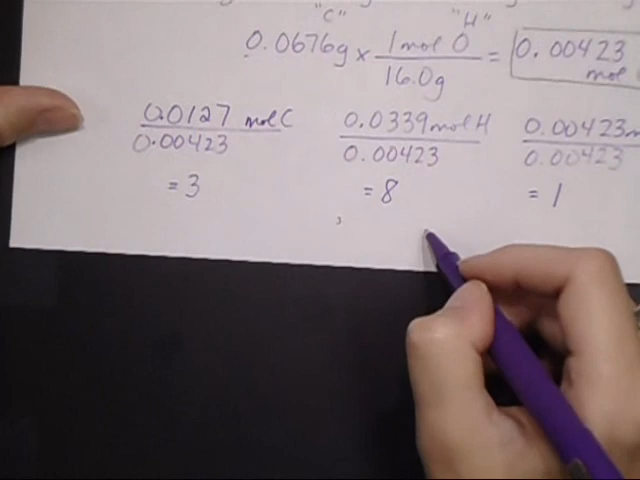 "C" "H"
0.0676g x 1 mol O / 16.0g = 0.00423 mol
0.0127 mol C / 0.00423 0.0339 mol H / 0.00423 0.00423 m / 0.00423
= 3 = 8 = 1